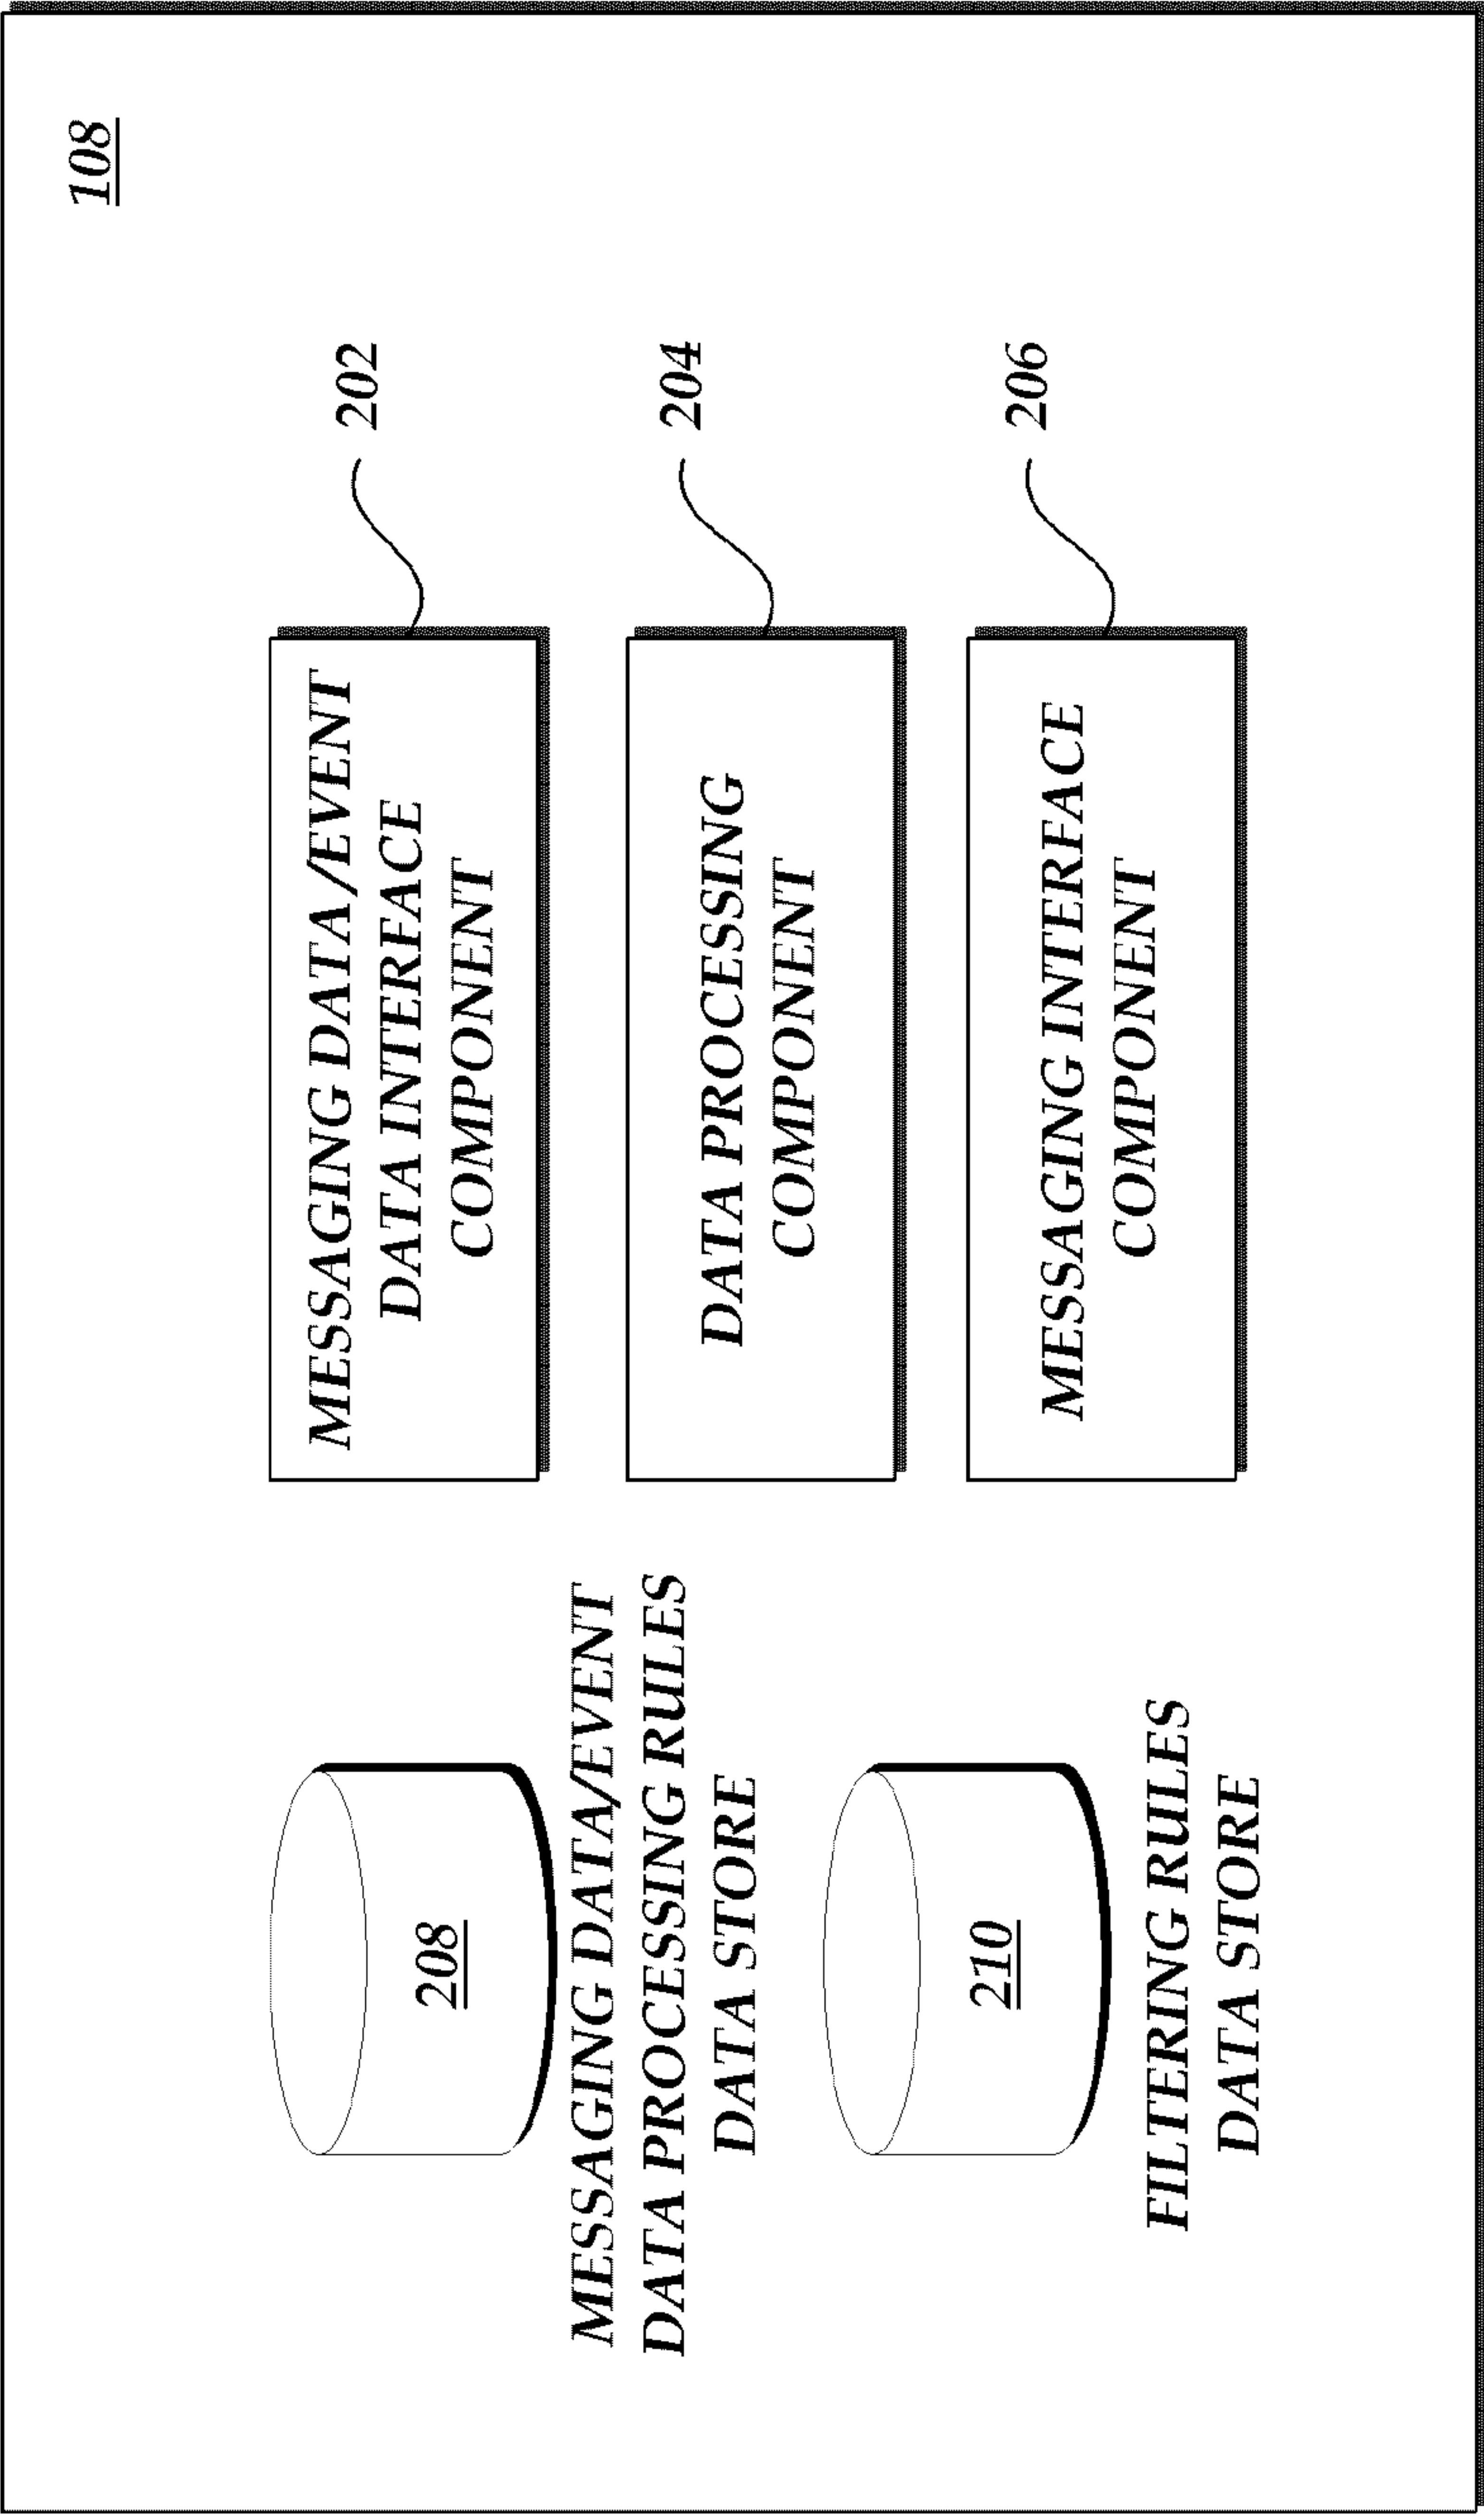 108
208
MESSAGING DATA/EVENT
DATA PROCESSING RULES
DATA STORE
210
FILTERING RULES
DATA STORE
MESSAGING DATA /EVENT
DATA INTERFACE
COMPONENT
202
DATA PROCESSING
COMPONENT
204
MESSAGING INTERFACE
COMPONENT
206